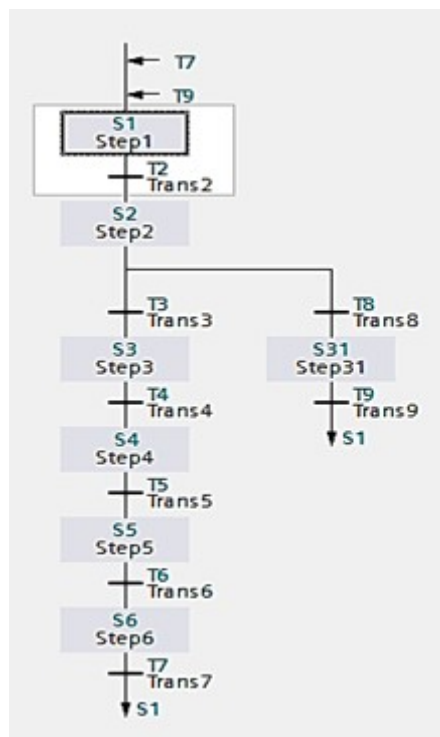 T7
T9
S1
Step1
T2
Trans2
S2
Step2
T3
Trans3
T8
Trans8
S3
Step3
S31
Step31
T4
Trans4
T9
Trans9
S1
S4
Step4
T5
Trans5
S5
Step5
T6
Trans6
S6
Step6
T7
Trans7
S1